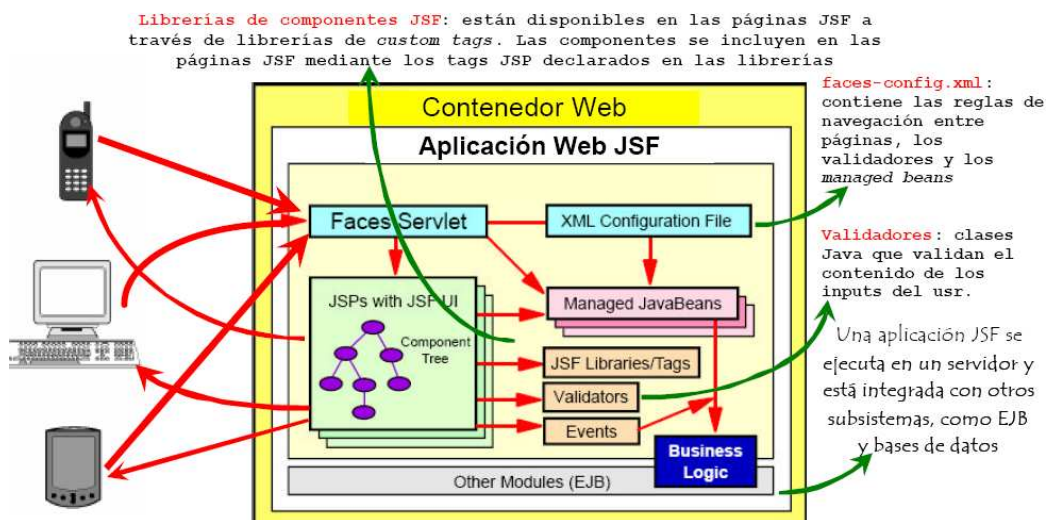 Librerías de componentes JSF: están disponibles en las páginas JSF a
través de librerías de custom tags. Las componentes se incluyen en las
páginas JSF mediante los tags JSP declarados en las librerías
faces-config.xml:
contiene las reglas de
navegación entre
páginas, los
validadores y los
managed beans
Contenedor Web
Aplicación Web JSF
Faces Servlet
XML Configuration File
Validadores: clases
Java que validan el
contenido de los
inputs del usr.
JSPs with JSF UI
Component
Tree
Managed JavaBeans
JSF Libraries/Tags
Validators
Events
Business
Logic
Other Modules (EJB)
Una aplicación JSF se
ejecuta en un servidor y
está integrada con otros
subsistemas, como EJB
y bases de datos